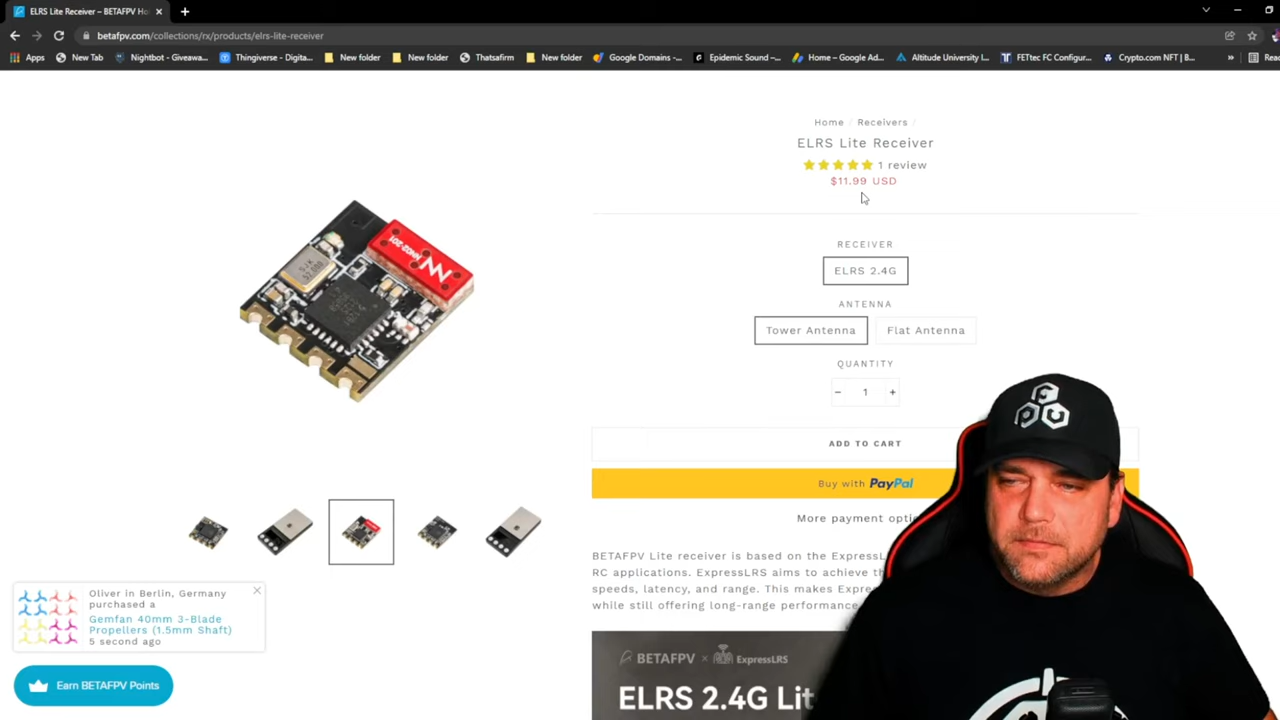 ELRS Lite Receiver – BETAFPV Ho
betafpv.com/collections/rx/products/elrs-lite-receiver
Apps
New Tab
Nightbot - Giveawa...
Thingiverse - Digita...
New folder
New folder
Thatsafirm
New folder
Google Domains -...
Epidemic Sound –...
Home – Google Ad...
Altitude University I...
FETtec FC Configur...
Crypto.com NFT | B...
»
Home / Receivers /
ELRS Lite Receiver
1 review
$11.99 USD
RECEIVER
ELRS 2.4G
ANTENNA
Tower Antenna
Flat Antenna
QUANTITY
− 1 +
ADD TO CART
Buy with PayPal
More payment
BETAFPV Lite receiver is based on the
RC applications. ExpressLRS aims to achieve
speeds, latency, and range. This makes
while still offering long-range performance
BETAFPV × ExpressLRS
ELRS 2.4G
Oliver in Berlin, Germany
purchased a
Gemfan 40mm 3-Blade
Propellers (1.5mm Shaft)
5 second ago
Earn BETAFPV Points